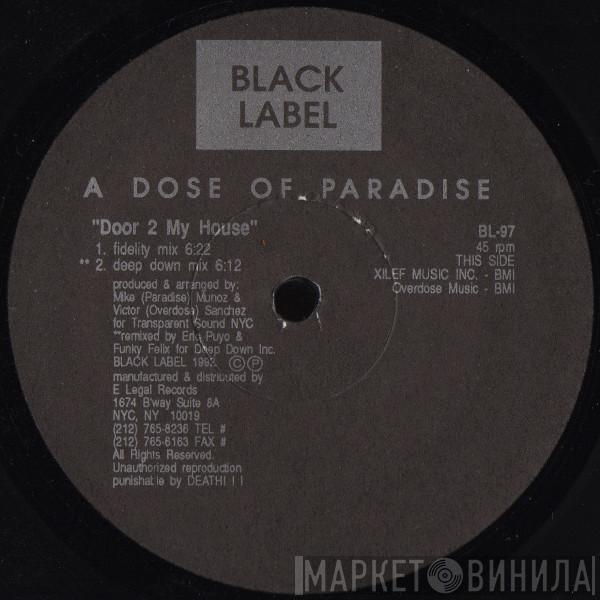 BLACK
LABEL
A DOSE OF PARADISE
"Door 2 My House"
1. fidelity mix 6:22
** 2. deep down mix 6:12
BL-97
45 rpm
THIS SIDE
XILEF MUSIC INC. - BMI
Overdose Music - BMI
produced & arranged by:
Mike (Paradise) Munoz &
Victor (Overdose) Sanchez
for Transparent Sound NYC
**remixed by Eric Puyo &
Funky Felix for Deep Down Inc.
BLACK LABEL 1992 ©℗
manufactured & distributed by
E Legal Records
1674 B'way Suite 8A
NYC, NY 10019
(212) 765-8236 TEL #
(212) 765-6163 FAX #
All Rights Reserved.
Unauthorized reproduction
punishable by DEATH! ! !
МАРКЕТ ВИНИЛА